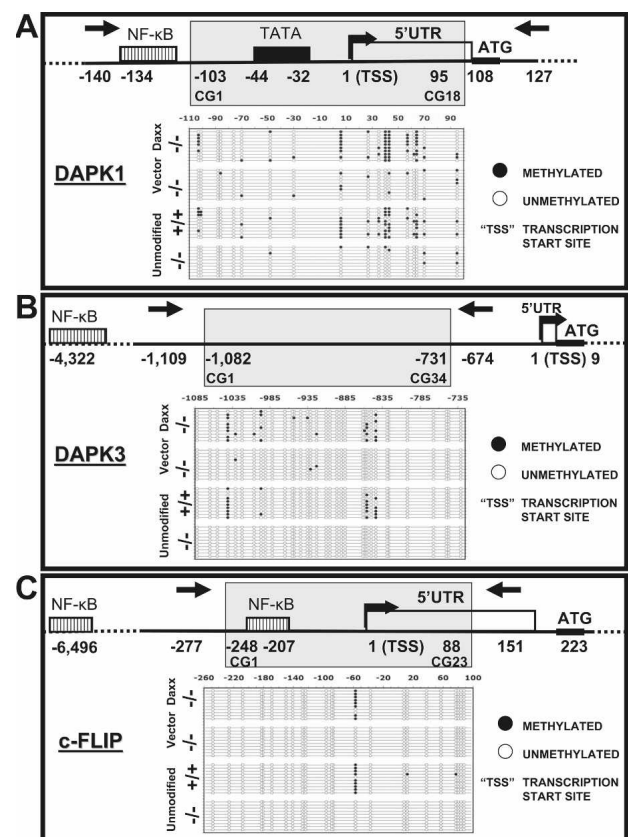 A
NF-κB TATA 5'UTR ATG
-140 -134 -103 -44 -32 1 (TSS) 95 108 127
CG1 CG18
-110 -90 -70 -50 -30 -10 10 30 50 70 90
DAPK1
Daxx -/-
Vector -/-
Unmodified +/+
-/-
METHYLATED
UNMETHYLATED
"TSS" TRANSCRIPTION
START SITE
B
NF-κB 5'UTR
ATG
-4,322 -1,109 -1,082 -731 -674 1 (TSS) 9
CG1 CG34
-1085 -1035 -985 -935 -885 -835 -785 -735
DAPK3
Daxx -/-
Vector -/-
Unmodified +/+
-/-
METHYLATED
UNMETHYLATED
"TSS" TRANSCRIPTION
START SITE
C
NF-κB NF-κB 5'UTR ATG
-6,496 -277 -248 -207 1 (TSS) 88 151 223
CG1 CG23
-260 -220 -180 -140 -100 -60 -20 20 60 100
c-FLIP
Daxx -/-
Vector -/-
Unmodified +/+
-/-
METHYLATED
UNMETHYLATED
"TSS" TRANSCRIPTION
START SITE